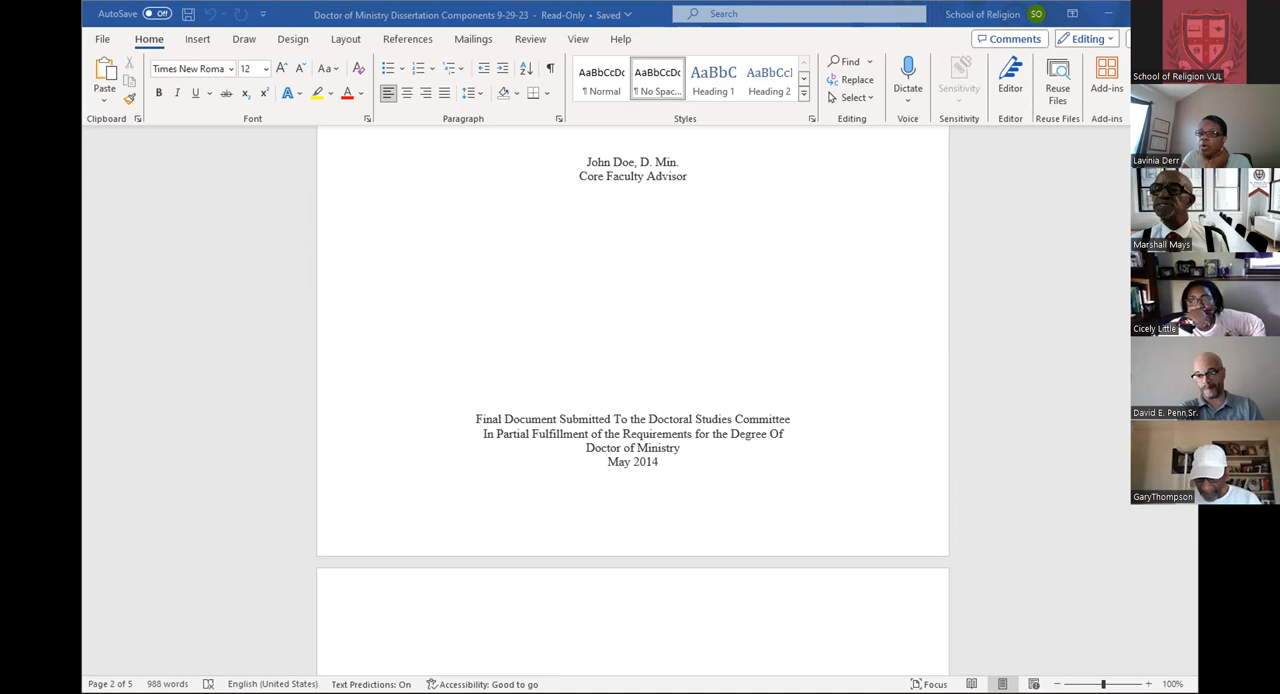 AutoSave Off Doctor of Ministry Dissertation Components 9-29-23 - Read-Only • Saved Search School of Religion SO
File Home Insert Draw Design Layout References Mailings Review View Help Comments Editing
Paste
Clipboard
Times New Roma 12 A A Aa A
B I U ab x₂ x² A A
Font
Paragraph
AaBbCcDc AaBbCcDc AaBbC AaBbCcI
¶ Normal ¶ No Spac... Heading 1 Heading 2
Styles
Find
Replace
Select
Editing
Dictate
Voice
Sensitivity
Sensitivity
Editor
Editor
Reuse
Files
Reuse Files
Add-ins
Add-ins
School of Religion VUL
Lavinia Derr
Marshall Mays
Cicely Little
David E. Penn,Sr.
GaryThompson
John Doe, D. Min.
Core Faculty Advisor
Final Document Submitted To the Doctoral Studies Committee
In Partial Fulfillment of the Requirements for the Degree Of
Doctor of Ministry
May 2014
Page 2 of 5 988 words English (United States) Text Predictions: On Accessibility: Good to go Focus 100%